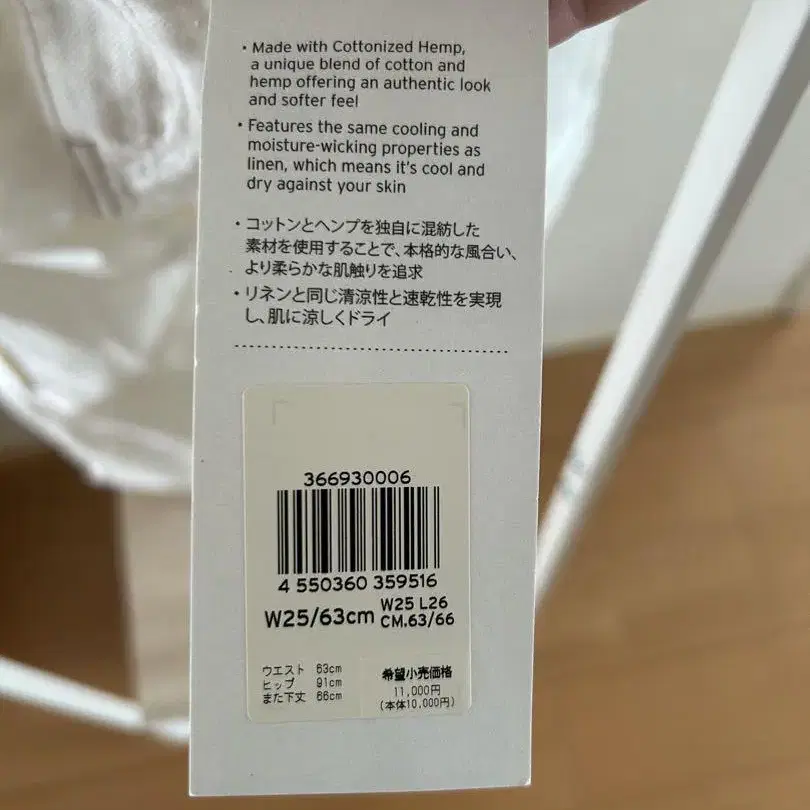 • Made with Cottonized Hemp,
a unique blend of cotton and
hemp offering an authentic look
and softer feel
• Features the same cooling and
moisture-wicking properties as
linen, which means it's cool and
dry against your skin
• コットンとヘンプを独自に混紡した
素材を使用することで、本格的な風合い、
より柔らかな肌触りを追求
• リネンと同じ清涼性と速乾性を実現
し、肌に涼しくドライ
366930006
4 550360 359516
W25/63cm W25 L26
CM.63/66
ウエスト 63cm
ヒップ 91cm
また下丈 66cm
希望小売価格
11,000円
(本体10,000円)